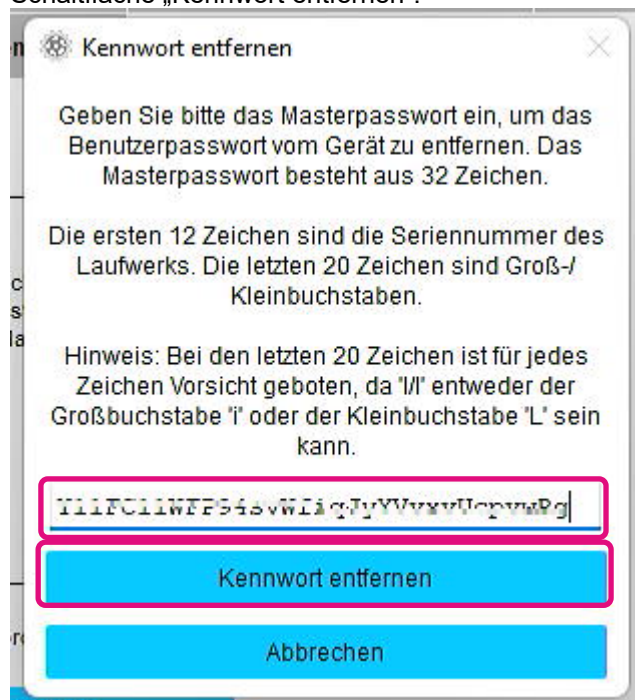 Kennwort entfernen
Geben Sie bitte das Masterpasswort ein, um das
Benutzerpasswort vom Gerät zu entfernen. Das
Masterpasswort besteht aus 32 Zeichen.
Die ersten 12 Zeichen sind die Seriennummer des
Laufwerks. Die letzten 20 Zeichen sind Groß-/
Kleinbuchstaben.
Hinweis: Bei den letzten 20 Zeichen ist für jedes
Zeichen Vorsicht geboten, da 'I/l' entweder der
Großbuchstabe 'i' oder der Kleinbuchstabe 'L' sein
kann.
Kennwort entfernen
Abbrechen